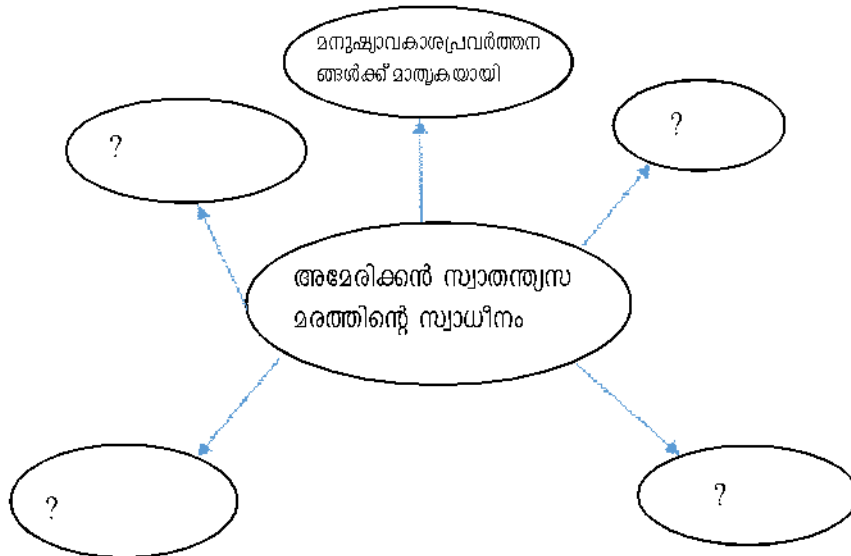 മനുഷ്യാവകാശപ്രവർത്തന
ങ്ങൾക്ക് മാതൃകയായി
?
?
അമേരിക്കൻ സ്വാതന്ത്ര്യസ
മരത്തിന്റെ സ്വാധീനം
?
?